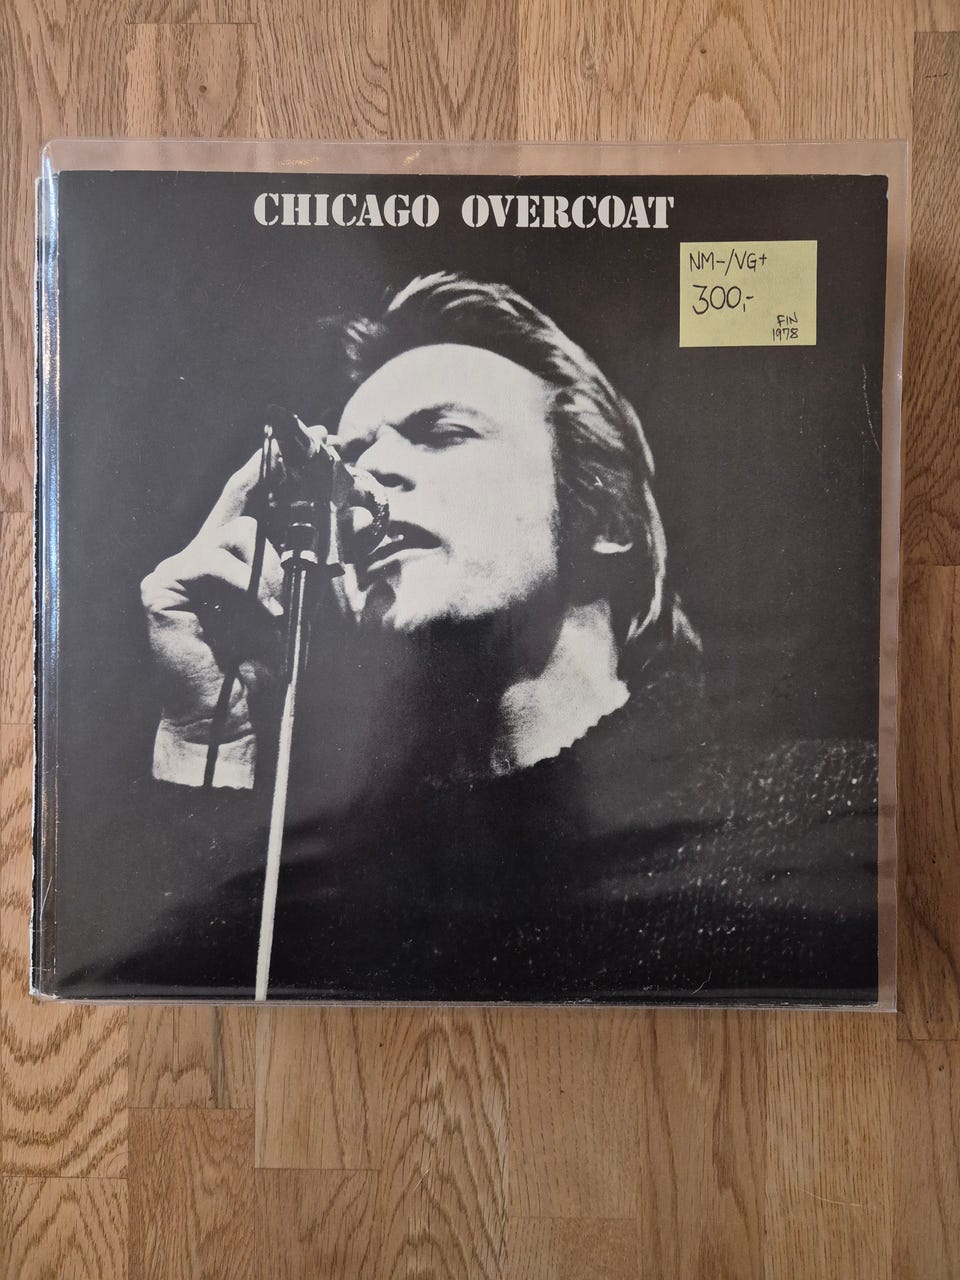 CHICAGO OVERCOAT
NM-/VG+
300,-
FIN
1978